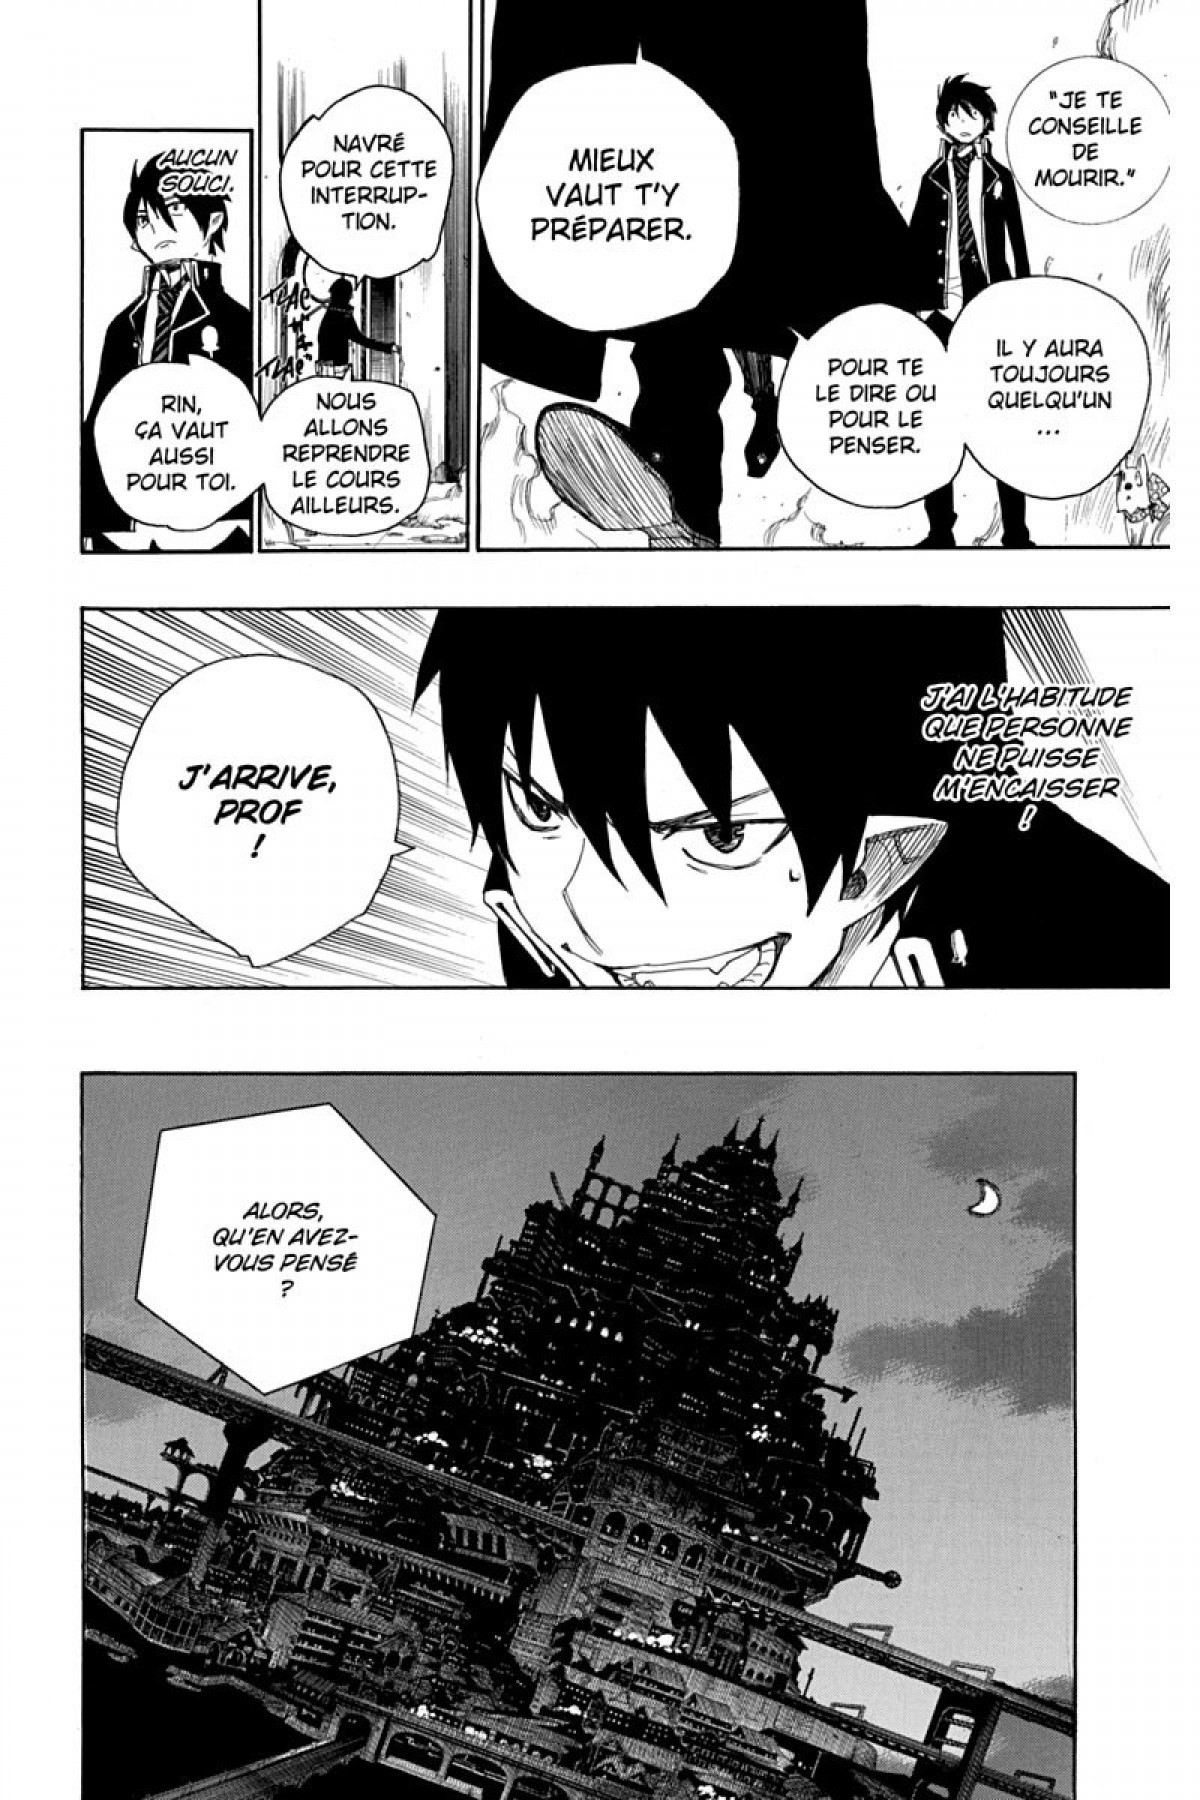 "JE TE
CONSEILLE
DE
MOURIR."
IL Y AURA
TOUJOURS
QUELQU'UN
...
POUR TE
LE DIRE OU
POUR LE
PENSER.
MIEUX
VAUT T'Y
PRÉPARER.
NAVRÉ
POUR CETTE
INTERRUP-
TION.
TLAC
TLAC
NOUS
ALLONS
REPRENDRE
LE COURS
AILLEURS.
AUCUN
SOUCI.
RIN,
ÇA VAUT
AUSSI
POUR TOI.
J'AI L'HABITUDE
QUE PERSONNE
NE PUISSE
M'ENCAISSER
!
J'ARRIVE,
PROF
!
ALORS,
QU'EN AVEZ-
VOUS PENSÉ
?